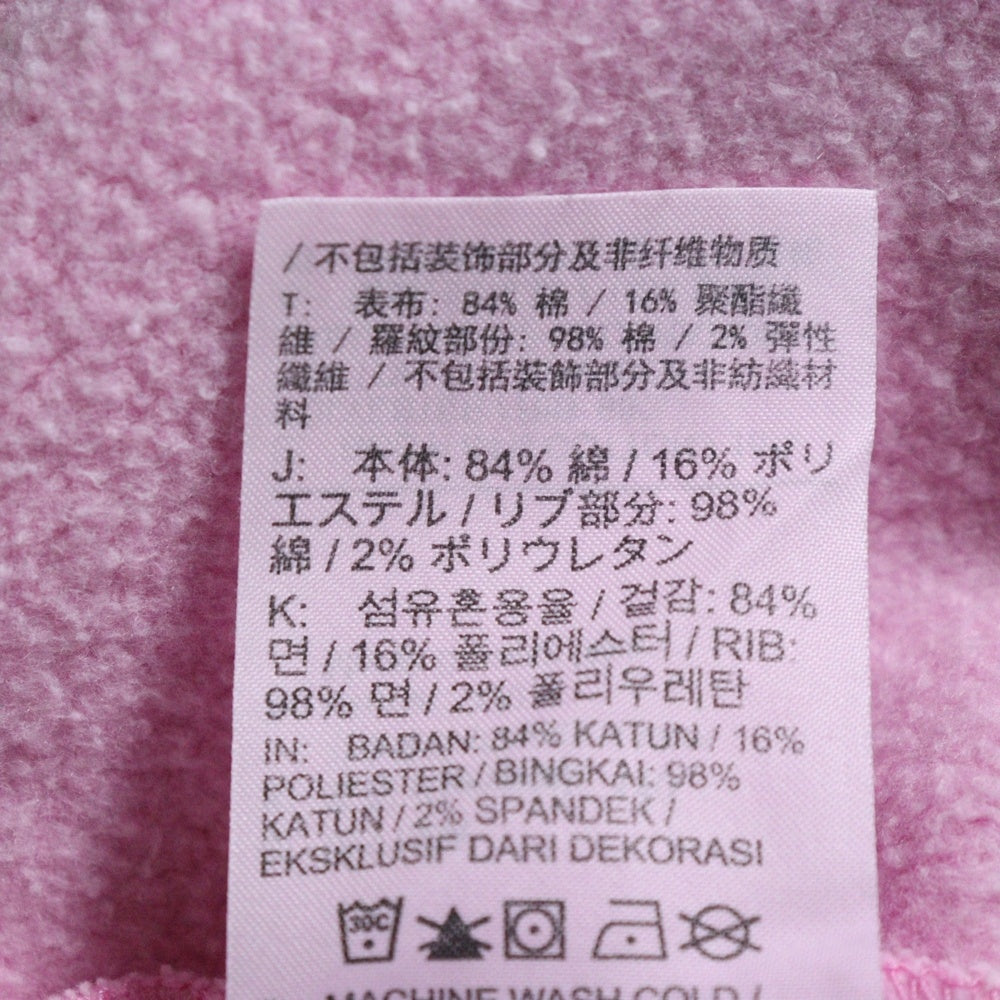 / 不包括装饰部分及非纤维物质
T: 表布: 84% 棉 / 16% 聚酯纖
維 / 羅紋部份: 98% 棉 / 2% 彈性
纖維 / 不包括裝飾部分及非紡織材
料
J: 本体: 84% 綿 / 16% ポリ
エステル / リブ部分: 98%
綿 / 2% ポリウレタン
K: 섬유혼용율 / 겉감: 84%
면 / 16% 폴리에스터 / RIB:
98% 면 / 2% 폴리우레탄
IN: BADAN: 84% KATUN / 16%
POLIESTER / BINGKAI: 98%
KATUN / 2% SPANDEK /
EKSKLUSIF DARI DEKORASI
30C
MACHINE WASH COLD /